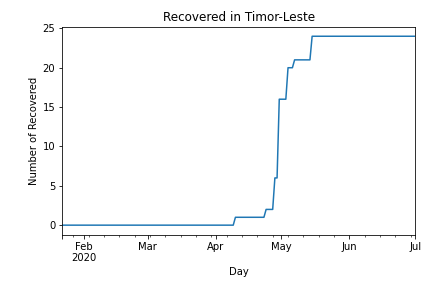 Recovered in Timor-Leste
Number of Recovered
25
20
15
10
5
0
Feb
2020
Mar
Apr
May
Jun
Jul
Day